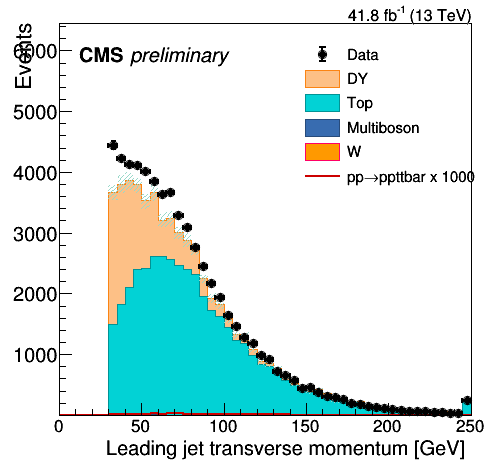 41.8 fb⁻¹ (13 TeV)
Events
CMS preliminary
Data
DY
Top
Multiboson
W
pp→ppttbar x 1000
6000
5000
4000
3000
2000
1000
0 50 100 150 200 250
Leading jet transverse momentum [GeV]